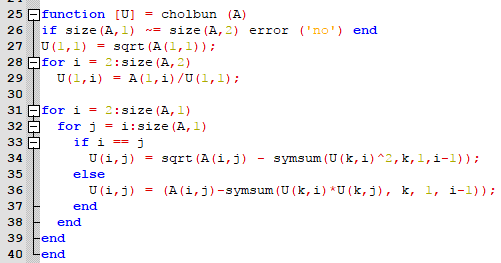 25 function [U] = cholbun (A)
26 if size(A,1) ~= size(A,2) error ('no') end
27 U(1,1) = sqrt(A(1,1));
28 for i = 2:size(A,2)
29   U(1,i) = A(1,i)/U(1,1);
30
31 for i = 2:size(A,1)
32   for j = i:size(A,1)
33     if i == j
34       U(i,j) = sqrt(A(i,j) - symsum(U(k,i)^2,k,1,i-1));
35     else
36       U(i,j) = (A(i,j)-symsum(U(k,i)*U(k,j), k, 1, i-1));
37     end
38   end
39 end
40 end